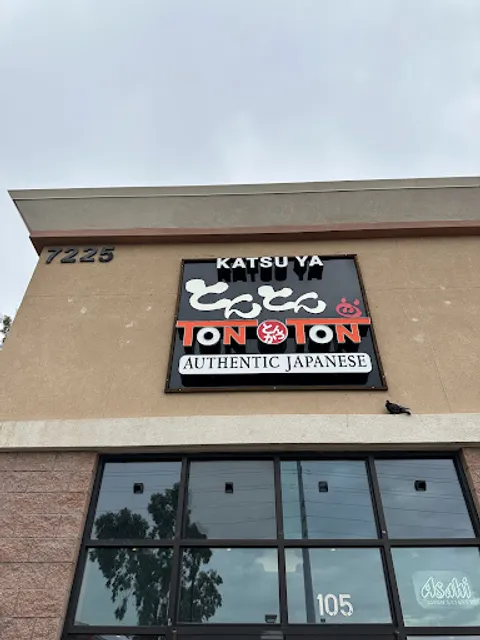 7225
KATSU YA
とんとん
TON TON
AUTHENTIC JAPANESE
105
Asahi